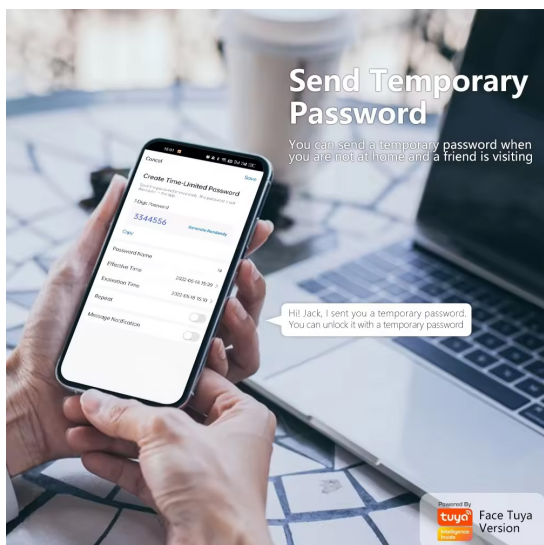 Send Temporary
Password
You can send a temporary password when
you are not at home and a friend is visiting
Cancel
Save
Create Time-Limited Password
7 Digit Password
3344556
Generate Randomly
Copy
Password Name
Effective Time
Expiration Time
Repeat
Message Notification
Hi! Jack, I sent you a temporary password.
You can unlock it with a temporary password
Powered By
tuya
Intelligence
Inside
Face Tuya
Version